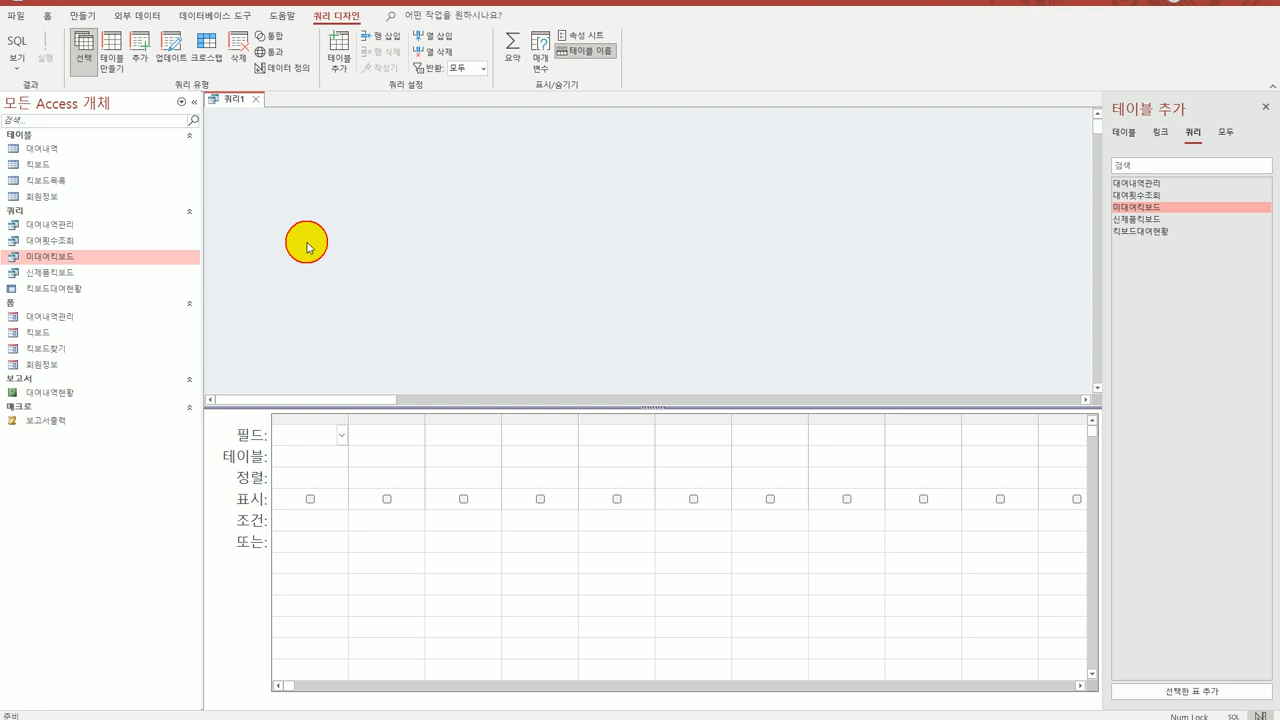 파일 홈 만들기 외부 데이터 데이터베이스 도구 도움말 쿼리 디자인 어떤 작업을 원하시나요?
SQL
보기
실행
선택
테이블
만들기
추가
업데이트
크로스탭
삭제
통합
통과
데이터 정의
테이블
추가
행 삽입
행 삭제
작성기
열 삽입
열 삭제
반환: 모두
요약
매개
변수
속성 시트
테이블 이름
결과
쿼리 유형
쿼리 설정
표시/숨기기
모든 Access 개체
검색...
테이블
대여내역
킥보드
킥보드목록
회원정보
쿼리
대여내역관리
대여횟수조회
미대여킥보드
신제품킥보드
킥보드대여현황
폼
대여내역관리
킥보드
킥보드찾기
회원정보
보고서
대여내역현황
매크로
보고서출력
쿼리1
필드:
테이블:
정렬:
표시:
조건:
또는:
테이블 추가
테이블 링크 쿼리 모두
검색
대여내역관리
대여횟수조회
미대여킥보드
신제품킥보드
킥보드대여현황
선택한 표 추가
준비
Num Lock
SQL